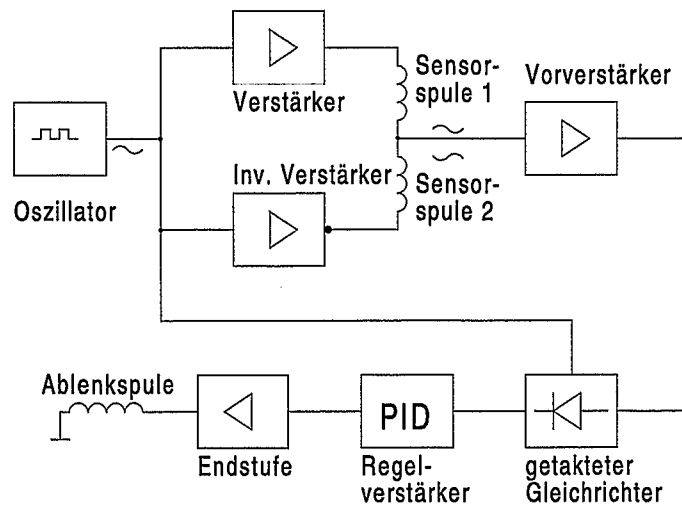 Verstärker
Sensor-
spule 1
Vorverstärker
Oszillator
Inv. Verstärker
Sensor-
spule 2
Ablenkspule
Endstufe
PID
Regel-
verstärker
getakteter
Gleichrichter